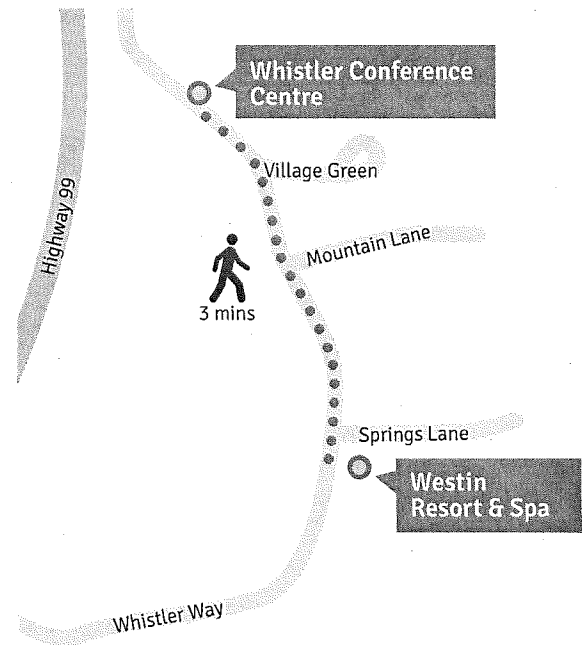 Whistler Conference
Centre
Village Green
Highway 99
Mountain Lane
3 mins
Springs Lane
Westin
Resort & Spa
Whistler Way